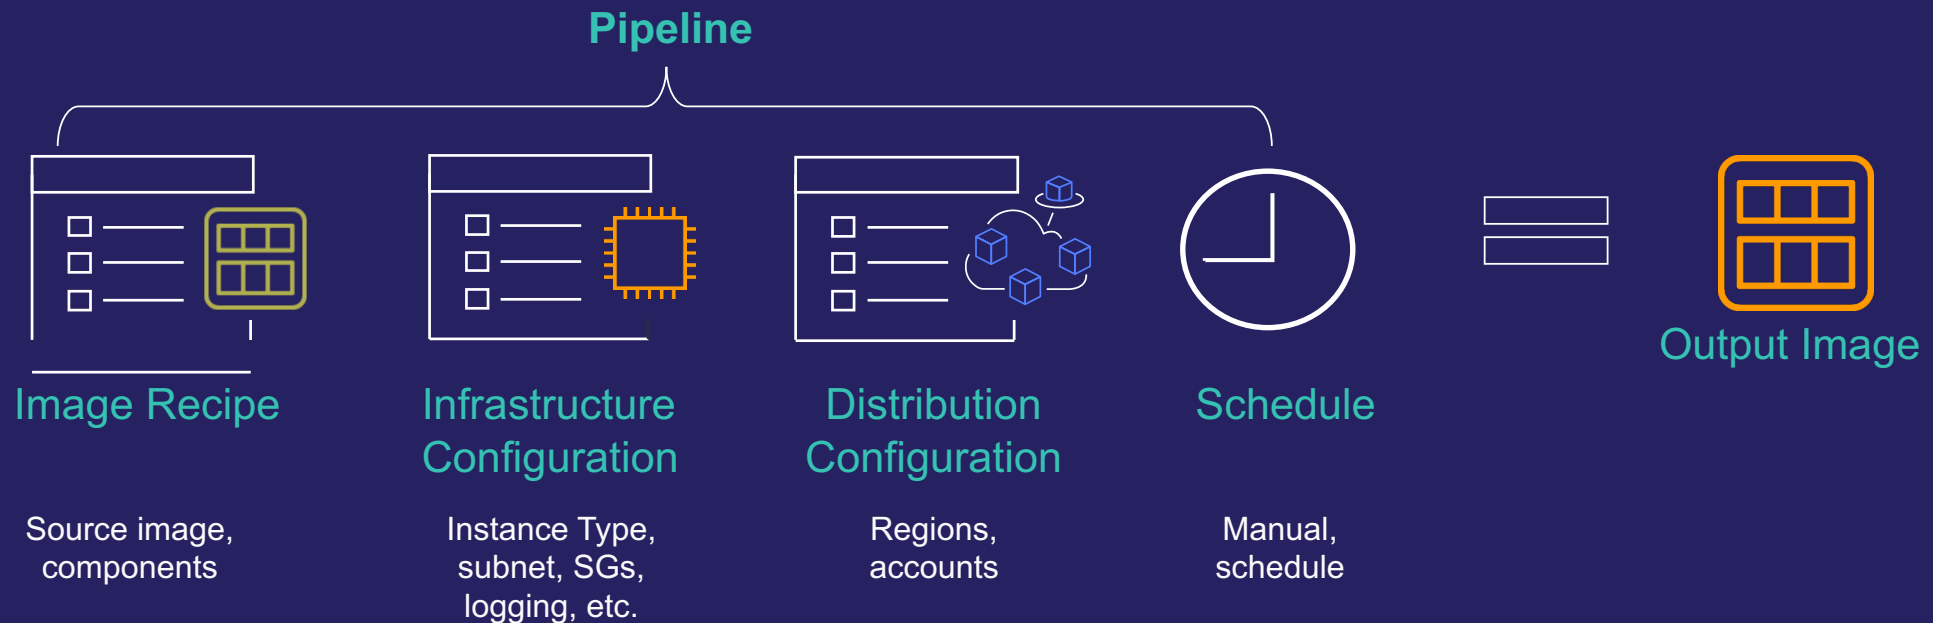 Pipeline
Image Recipe
Source image,
components
Infrastructure
Configuration
Instance Type,
subnet, SGs,
logging, etc.
Distribution
Configuration
Regions,
accounts
Schedule
Manual,
schedule
Output Image